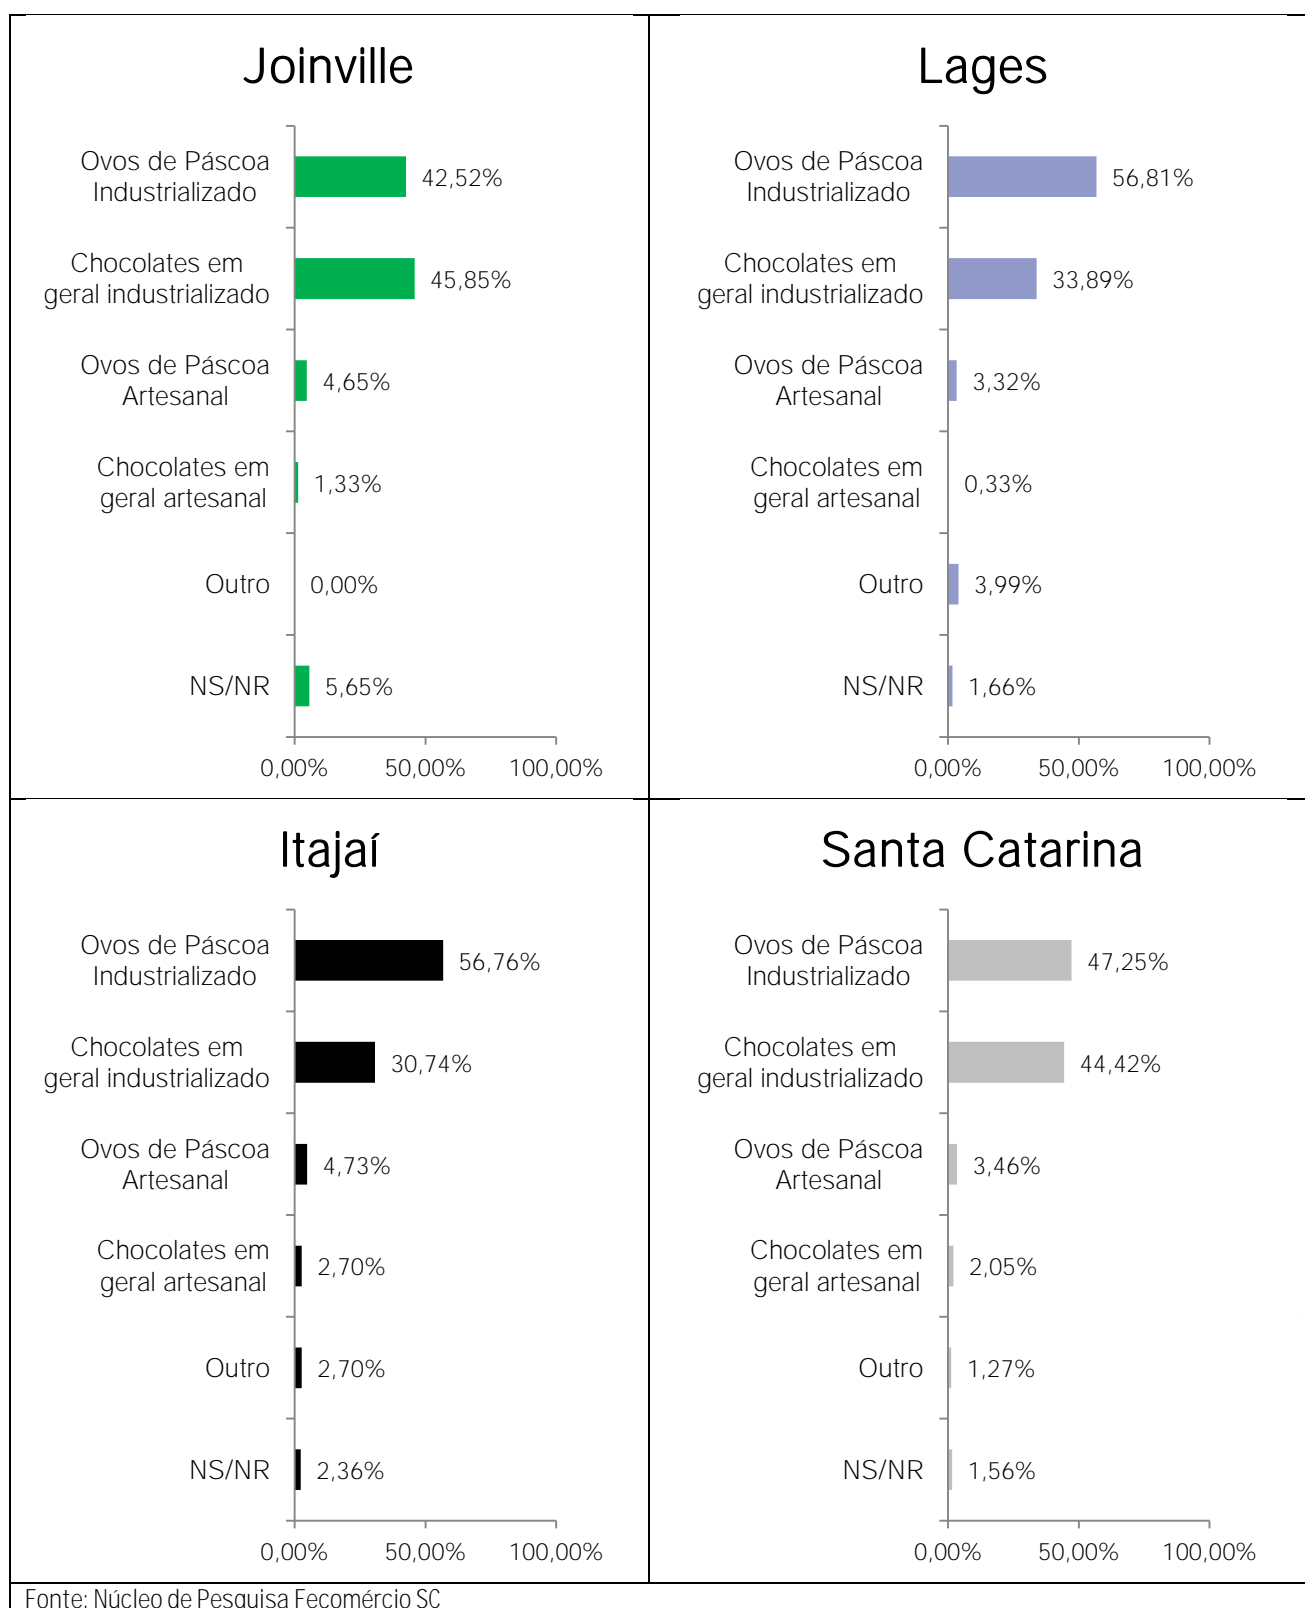 Joinville
Ovos de Páscoa
Industrializado
42,52%
Chocolates em
geral industrializado
45,85%
Ovos de Páscoa
Artesanal
4,65%
Chocolates em
geral artesanal
1,33%
Outro
0,00%
NS/NR
5,65%
0,00% 50,00% 100,00%
Lages
Ovos de Páscoa
Industrializado
56,81%
Chocolates em
geral industrializado
33,89%
Ovos de Páscoa
Artesanal
3,32%
Chocolates em
geral artesanal
0,33%
Outro
3,99%
NS/NR
1,66%
0,00% 50,00% 100,00%
Itajaí
Ovos de Páscoa
Industrializado
56,76%
Chocolates em
geral industrializado
30,74%
Ovos de Páscoa
Artesanal
4,73%
Chocolates em
geral artesanal
2,70%
Outro
2,70%
NS/NR
2,36%
0,00% 50,00% 100,00%
Santa Catarina
Ovos de Páscoa
Industrializado
47,25%
Chocolates em
geral industrializado
44,42%
Ovos de Páscoa
Artesanal
3,46%
Chocolates em
geral artesanal
2,05%
Outro
1,27%
NS/NR
1,56%
0,00% 50,00% 100,00%
Fonte: Núcleo de Pesquisa Fecomércio SC